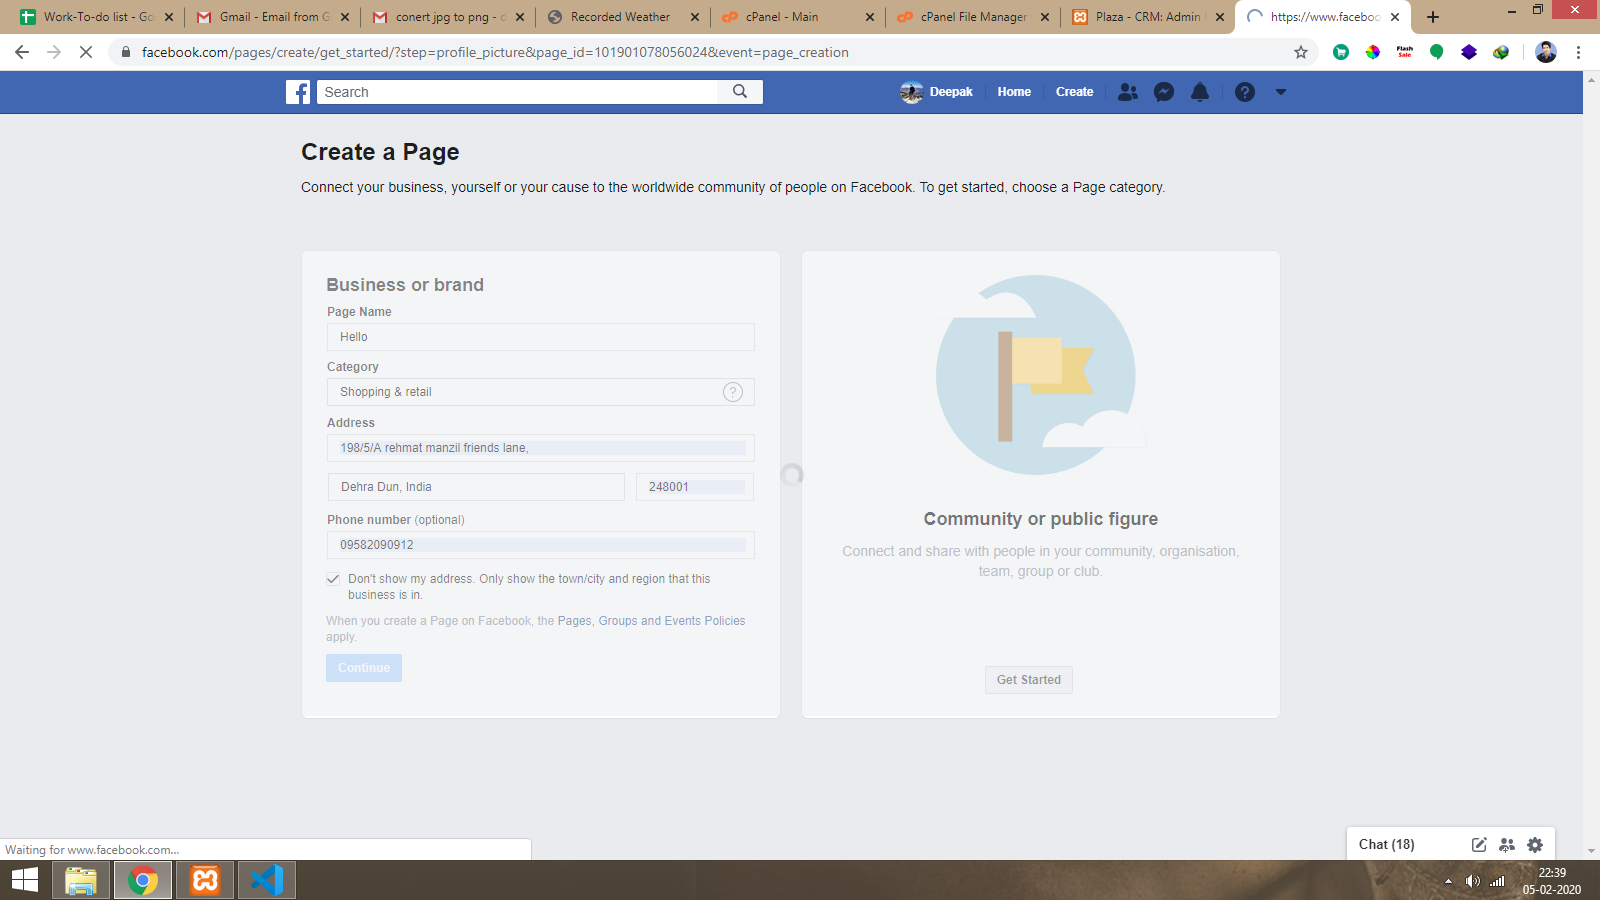 Work-To-do list - Go
Gmail - Email from G
conert jpg to png - d
Recorded Weather
cPanel - Main
cPanel File Manager
Plaza - CRM: Admin
https://www.faceboo
facebook.com/pages/create/get_started/?step=profile_picture&page_id=101901078056024&event=page_creation
Flash
Sale
Search
Deepak
Home
Create
Create a Page
Connect your business, yourself or your cause to the worldwide community of people on Facebook. To get started, choose a Page category.
Business or brand
Page Name
Hello
Category
Shopping & retail
?
Address
198/5/A rehmat manzil friends lane,
Dehra Dun, India
248001
Phone number (optional)
09582090912
Don't show my address. Only show the town/city and region that this
business is in.
When you create a Page on Facebook, the Pages, Groups and Events Policies
apply.
Continue
Community or public figure
Connect and share with people in your community, organisation,
team, group or club.
Get Started
Waiting for www.facebook.com...
Chat (18)
22:39
05-02-2020